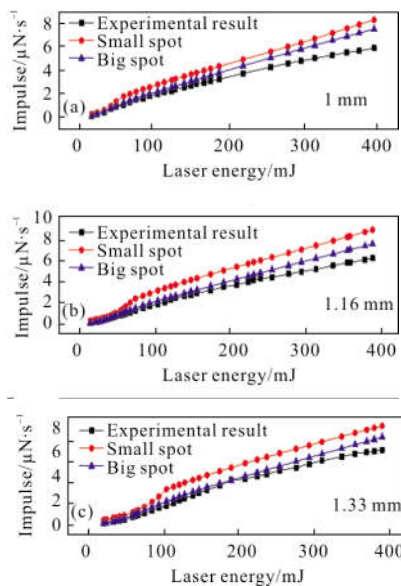 8
6
4
2
0
Impulse/μN·s⁻¹
Experimental result
Small spot
Big spot
(a)
1 mm
0 100 200 300 400
Laser energy/mJ
10
8
6
4
2
0
Impulse/μN·s⁻¹
Experimental result
Small spot
Big spot
(b)
1.16 mm
0 100 200 300 400
Laser energy/mJ
8
6
4
2
0
Impulse/μN·s⁻¹
Experimental result
Small spot
Big spot
(c)
1.33 mm
0 100 200 300 400
Laser energy/mJ